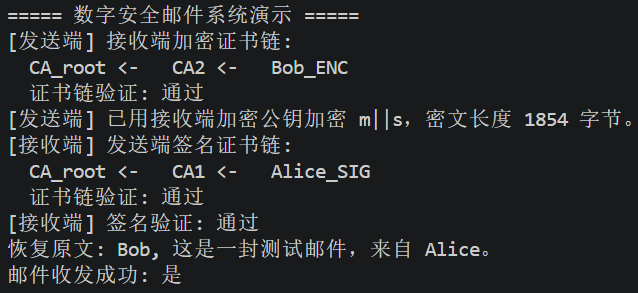 ===== 数字安全邮件系统演示 =====
[发送端] 接收端加密证书链:
  CA_root <-   CA2 <-   Bob_ENC
  证书链验证: 通过
[发送端] 已用接收端加密公钥加密 m||s，密文长度 1854 字节。
[接收端] 发送端签名证书链:
  CA_root <-   CA1 <-   Alice_SIG
  证书链验证: 通过
[接收端] 签名验证: 通过
恢复原文: Bob, 这是一封测试邮件，来自 Alice。
邮件收发成功: 是